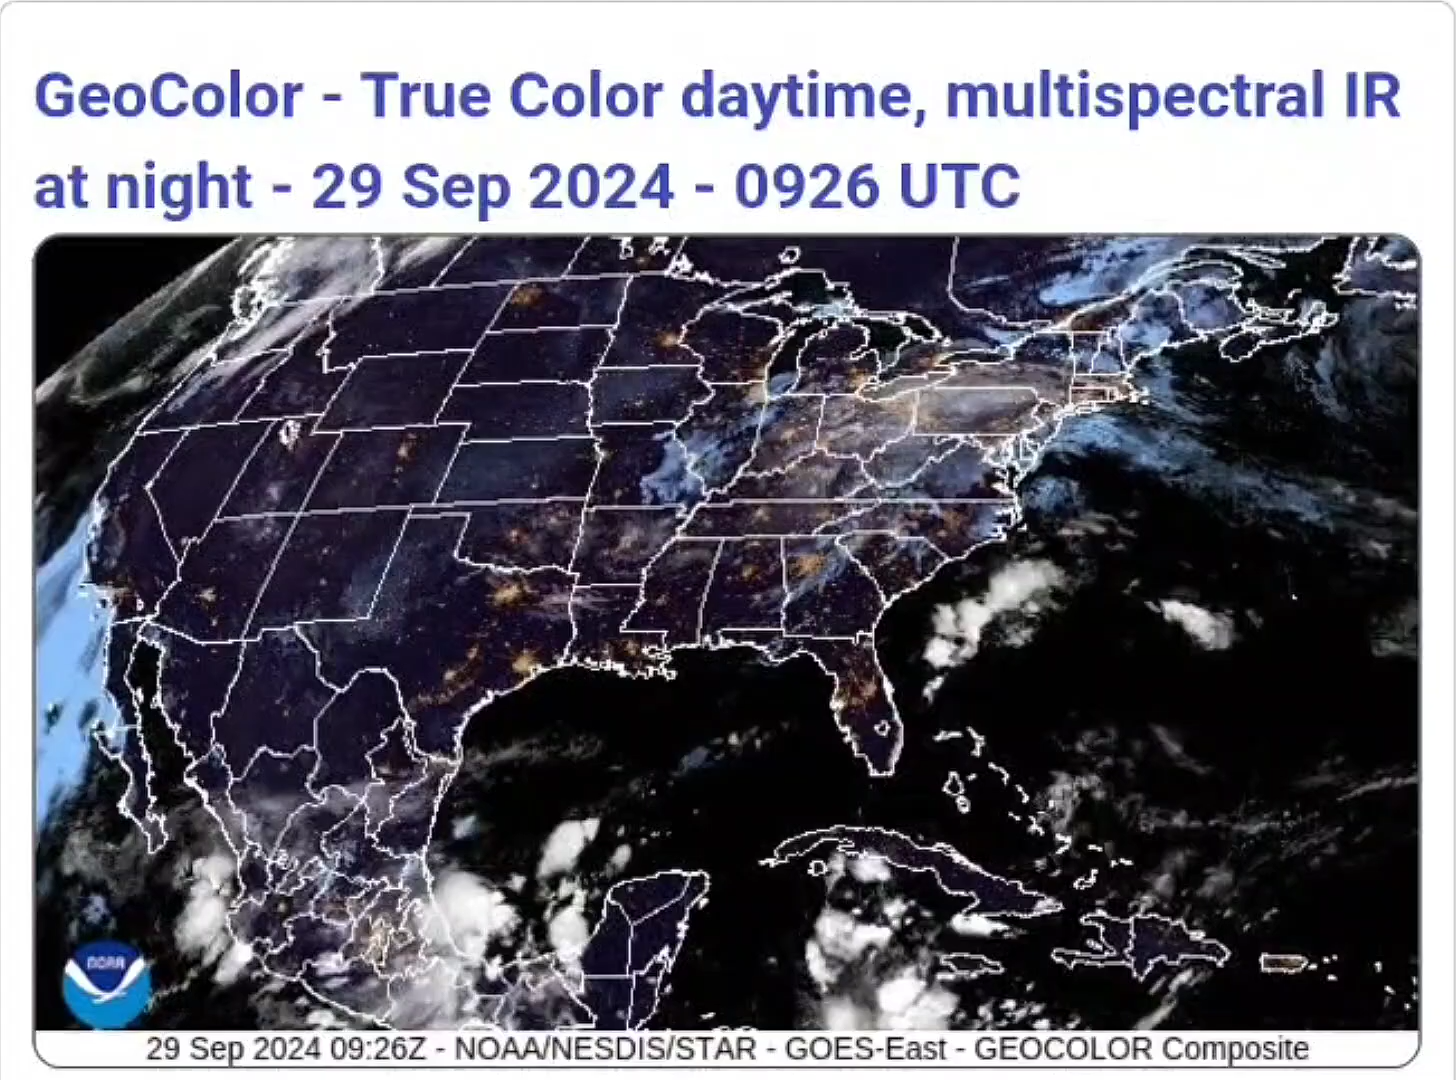 GeoColor - True Color daytime, multispectral IR
at night - 29 Sep 2024 - 0926 UTC
NOAA
29 Sep 2024 09:26Z - NOAA/NESDIS/STAR - GOES-East - GEOCOLOR Composite